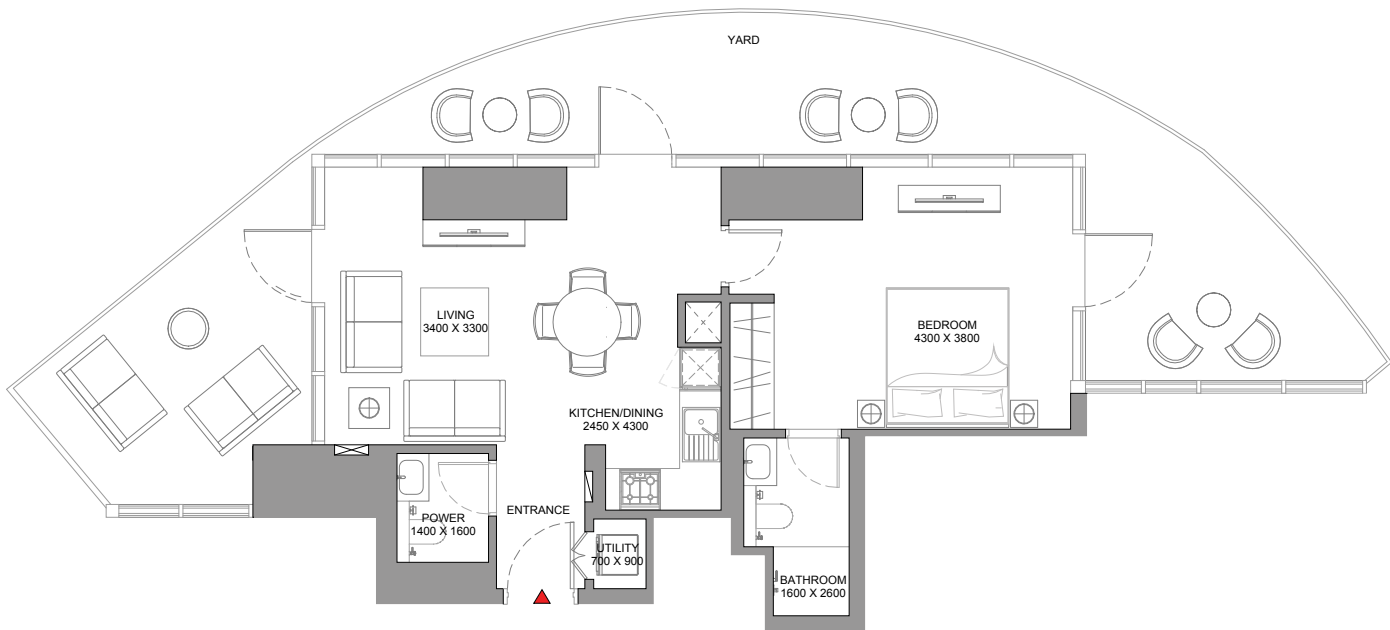 YARD
LIVING
3400 X 3300
BEDROOM
4300 X 3800
KITCHEN/DINING
2450 X 4300
ENTRANCE
POWER
1400 X 1600
UTILITY
700 X 900
BATHROOM
1600 X 2600